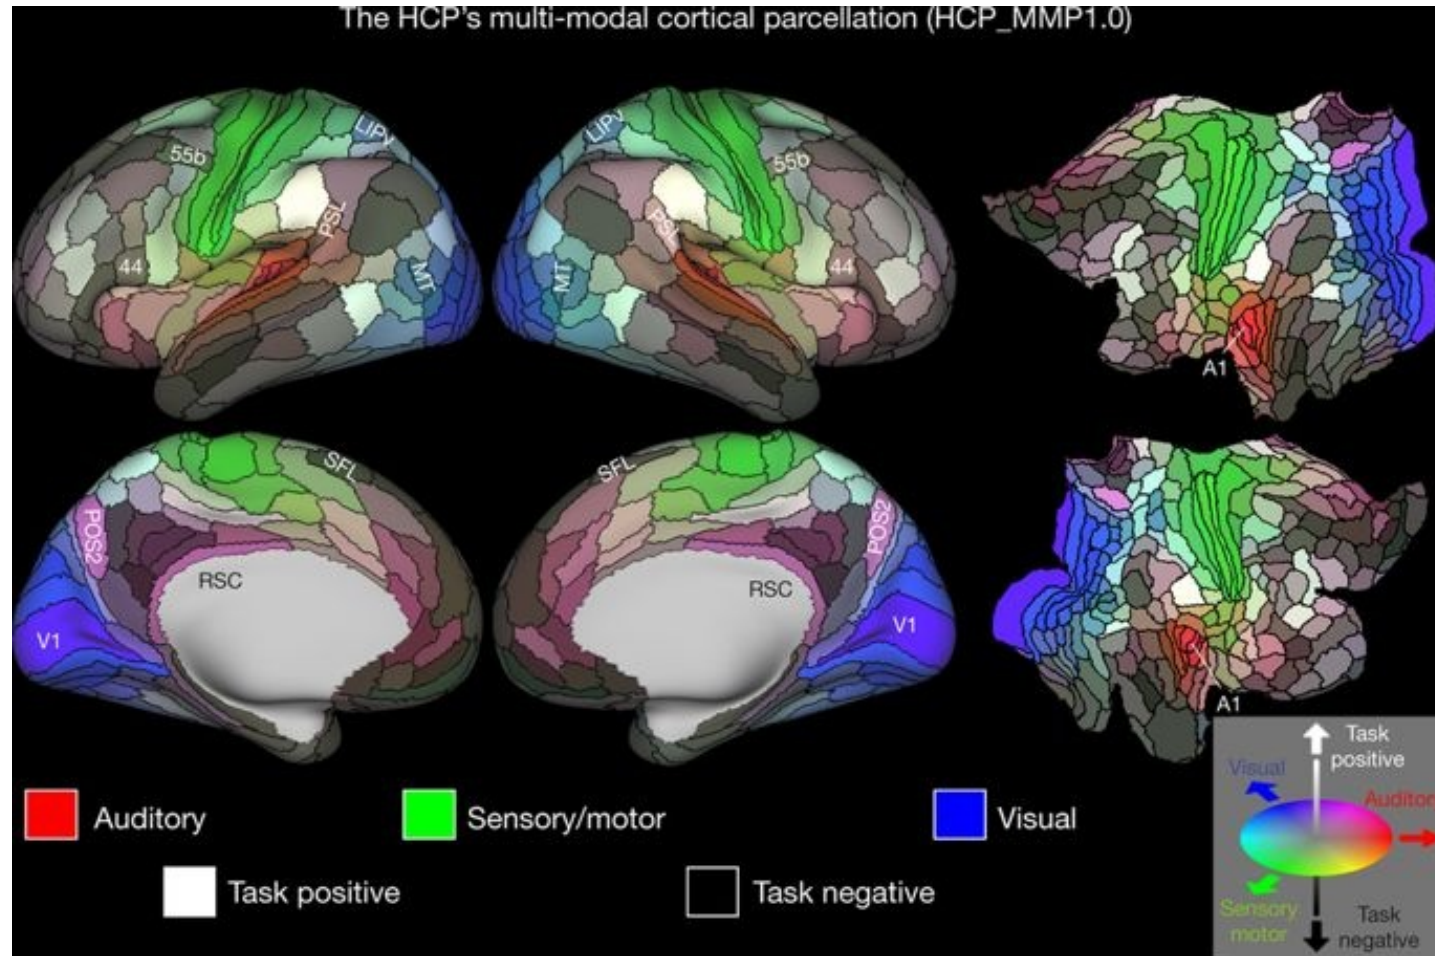 The HCP's multi-modal cortical parcellation (HCP_MMP1.0)
LIPv
LIPv
55b
55b
PSL
PSL
44
44
MT
MT
A1
SFL
SFL
POS2
POS2
RSC
RSC
V1
V1
A1
Task
positive
Visual
Auditor
Sensory
motor
Task
negative
Auditory
Sensory/motor
Visual
Task positive
Task negative